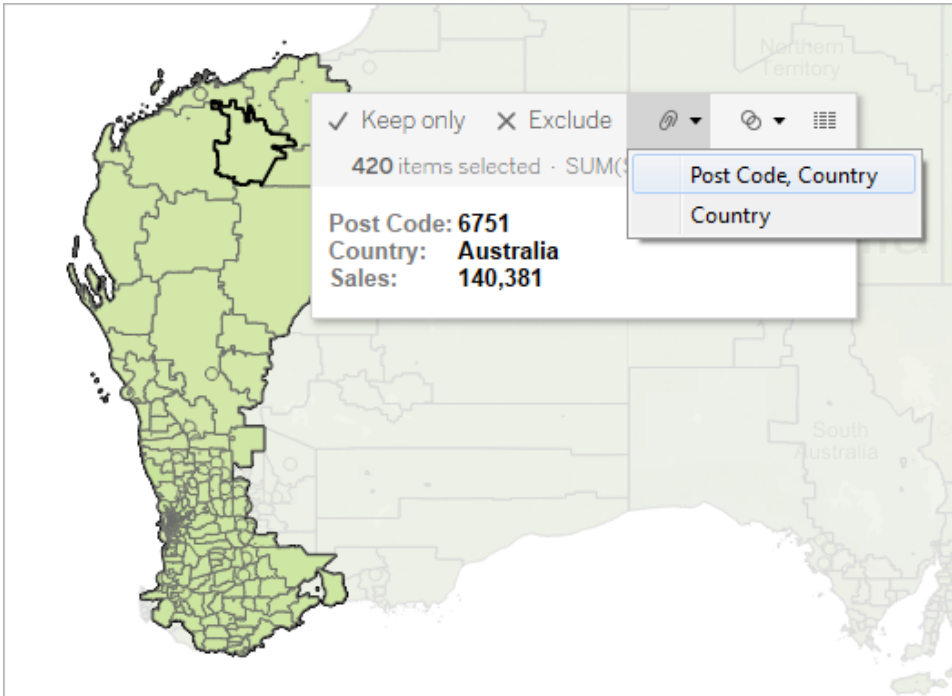 Northern
Territory
Keep only Exclude
420 items selected · SUM(
Post Code, Country
Country
Post Code: 6751
Country: Australia
Sales: 140,381
South
Australia